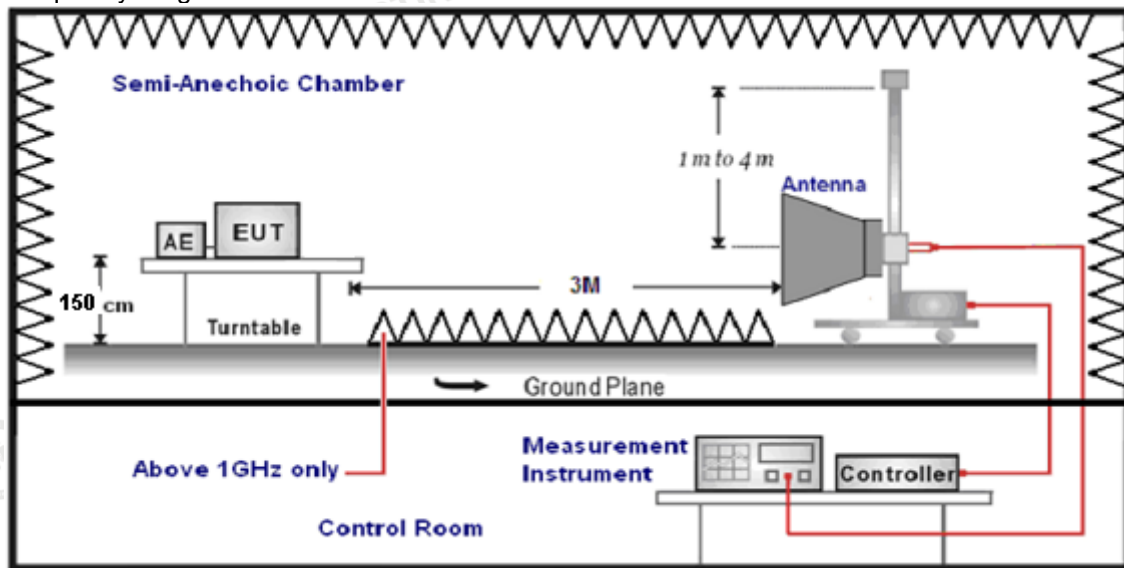 Semi-Anechoic Chamber
1 m to 4 m
Antenna
AE
EUT
3M
150 cm
Turntable
Ground Plane
Above 1GHz only
Measurement
Instrument
Controller
Control Room